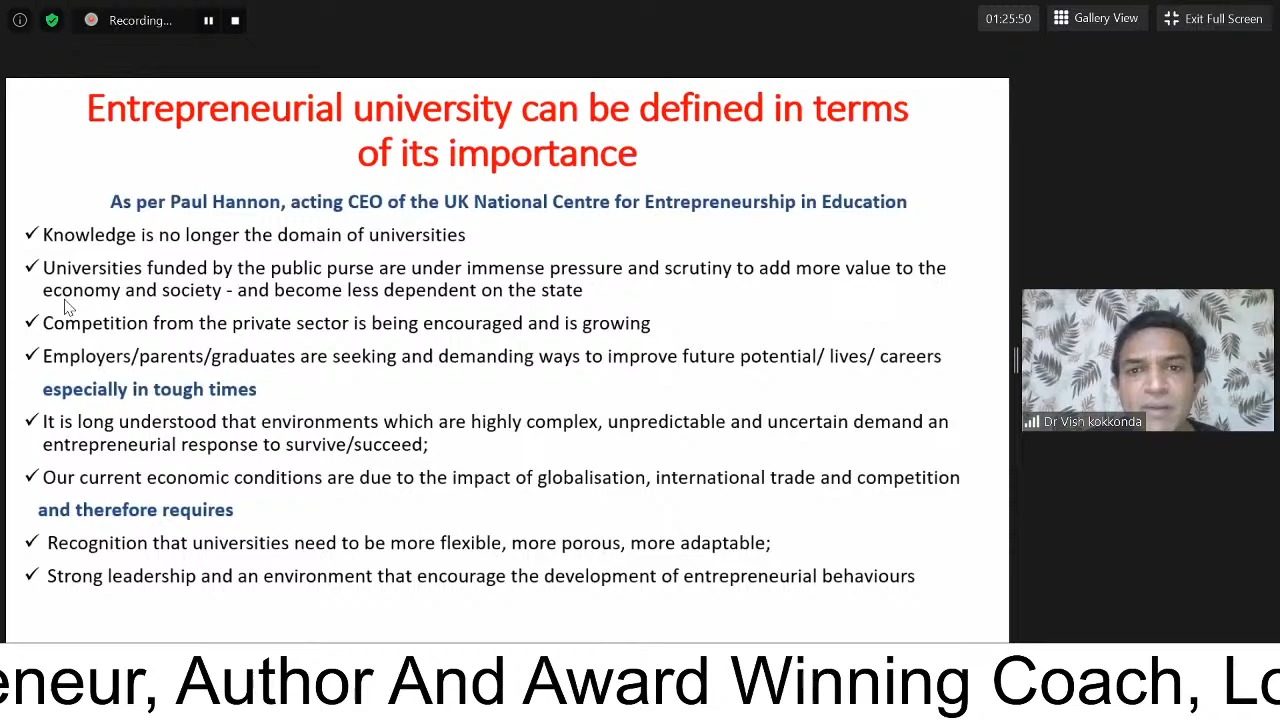 Recording...
01:25:50
Gallery View
Exit Full Screen
Entrepreneurial university can be defined in terms
of its importance
As per Paul Hannon, acting CEO of the UK National Centre for Entrepreneurship in Education
✓ Knowledge is no longer the domain of universities
✓ Universities funded by the public purse are under immense pressure and scrutiny to add more value to the
economy and society - and become less dependent on the state
✓ Competition from the private sector is being encouraged and is growing
✓ Employers/parents/graduates are seeking and demanding ways to improve future potential/ lives/ careers
especially in tough times
✓ It is long understood that environments which are highly complex, unpredictable and uncertain demand an
entrepreneurial response to survive/succeed;
✓ Our current economic conditions are due to the impact of globalisation, international trade and competition
and therefore requires
✓ Recognition that universities need to be more flexible, more porous, more adaptable;
✓ Strong leadership and an environment that encourage the development of entrepreneurial behaviours
Dr Vish kokkonda
eneur, Author And Award Winning Coach, Lo